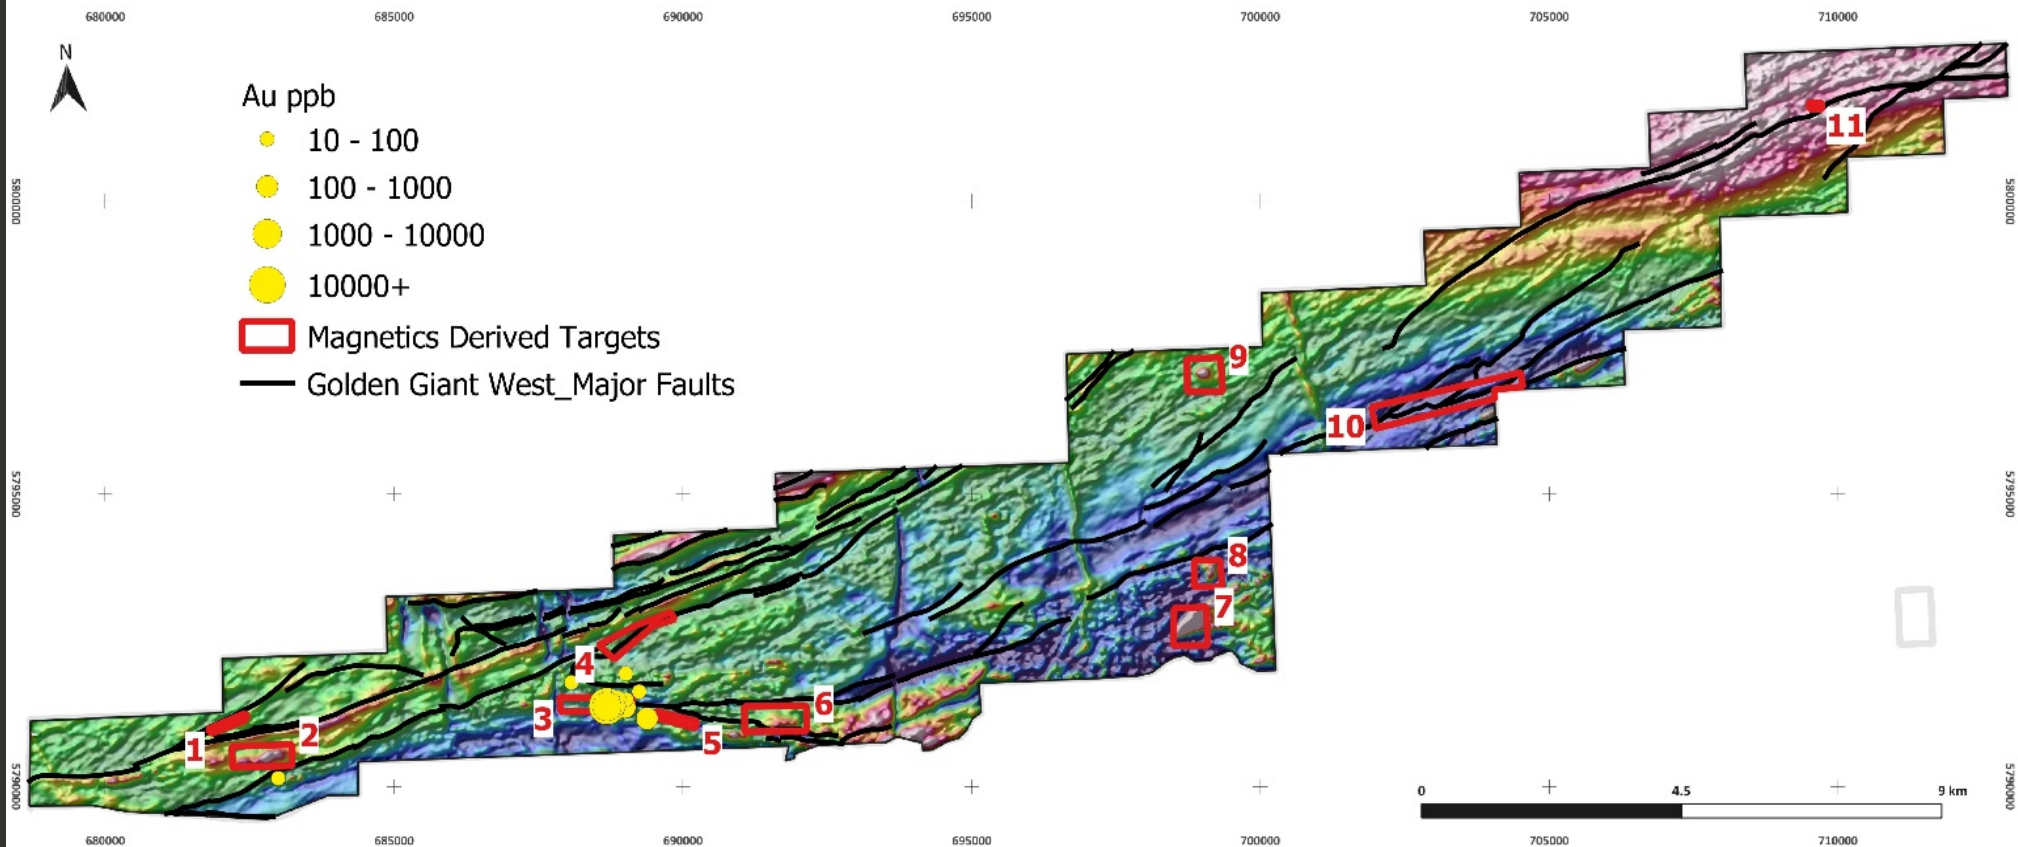 680000 685000 690000 695000 700000 705000 710000
N
Au ppb
10 - 100
100 - 1000
1000 - 10000
10000+
Magnetics Derived Targets
Golden Giant West_Major Faults
11
5800000 5800000
9
10
5795000 5795000
8
7
4
6
3
5
2
1
5790000 5790000
0 4.5 9 km
680000 685000 690000 695000 700000 705000 710000